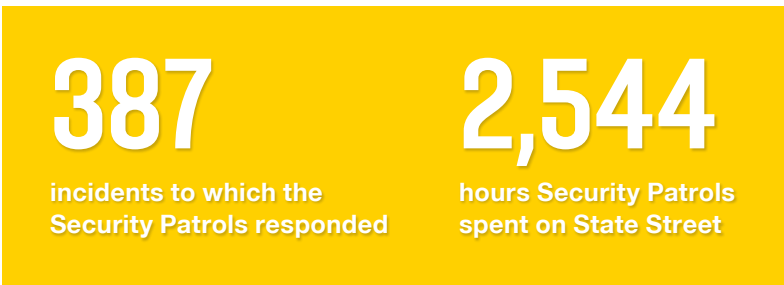 387
incidents to which the
Security Patrols responded
2,544
hours Security Patrols
spent on State Street